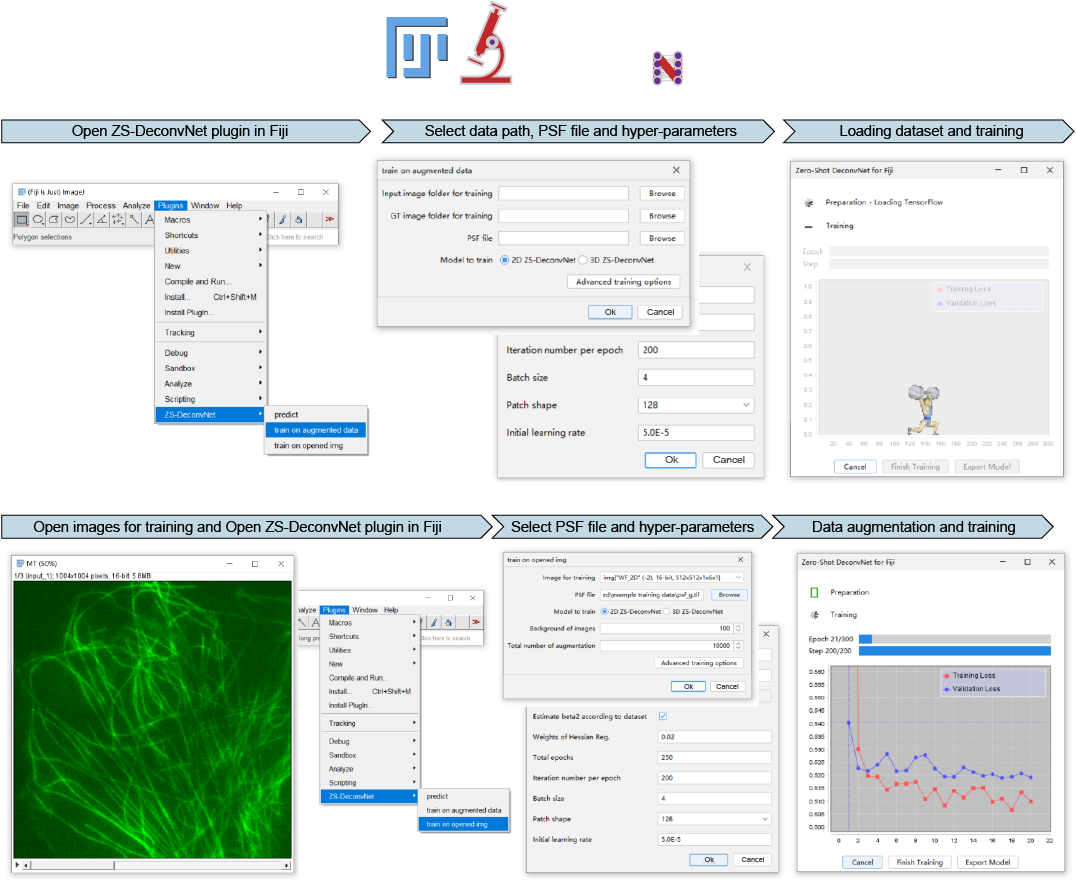 Open ZS-DeconvNet plugin in Fiji
Select data path, PSF file and hyper-parameters
Loading dataset and training
(Fiji Is Just) ImageJ
File Edit Image Process Analyze Plugins Window Help
Polygon selections
Click here to search
Macros
Shortcuts
Utilities
New
Compile and Run...
Install... Ctrl+Shift+M
Install Plugin...
Tracking
Debug
Sandbox
Analyze
Scripting
ZS-DeconvNet
predict
train on augmented data
train on opened img
train on augmented data
Input image folder for training Browse
GT image folder for training Browse
PSF file Browse
Model to train 2D ZS-DeconvNet 3D ZS-DeconvNet
Advanced training options
Ok Cancel
Iteration number per epoch 200
Batch size 4
Patch shape 128
Initial learning rate 5.0E-5
Ok Cancel
Zero-Shot DeconvNet for Fiji
Preparation - Loading TensorFlow
Training
Epoch
Step
Training Loss
Validation Loss
1.0
0.9
0.8
0.7
0.6
0.5
0.4
0.3
0.2
0.1
0.0
20 40 60 80 100 120 140 160 180 200 220 240 260 280 300
Cancel Finish Training Export Model
Open images for training and Open ZS-DeconvNet plugin in Fiji
Select PSF file and hyper-parameters
Data augmentation and training
MT (50%)
1/3 (input_1); 1004x1004 pixels; 16-bit; 5.8MB
nalyze Plugins Window Help
long pre
Click here to search
Macros
Shortcuts
Utilities
New
Compile and Run...
Install... Ctrl+Shift+M
Install Plugin...
Tracking
Debug
Sandbox
Analyze
Scripting
ZS-DeconvNet
predict
train on augmented data
train on opened img
train on opened img
Image for training img["WF_2D" (-2), 16-bit, 512x512x1x6x1]
PSF file zd\example training data\psf_g.tif Browse
Model to train 2D ZS-DeconvNet 3D ZS-DeconvNet
Background of images 100
Total number of augmentation 10000
Advanced training options
Ok Cancel
Estimate beta2 according to dataset
Weights of Hessian Reg. 0.02
Total epochs 250
Iteration number per epoch 200
Batch size 4
Patch shape 128
Initial learning rate 5.0E-5
Ok Cancel
Zero-Shot DeconvNet for Fiji
Preparation
Training
Epoch 21/300
Step 200/200
Training Loss
Validation Loss
0.560
0.555
0.550
0.545
0.540
0.535
0.530
0.525
0.520
0.515
0.510
0.505
0.500
0 2 4 6 8 10 12 14 16 18 20 22
Cancel Finish Training Export Model